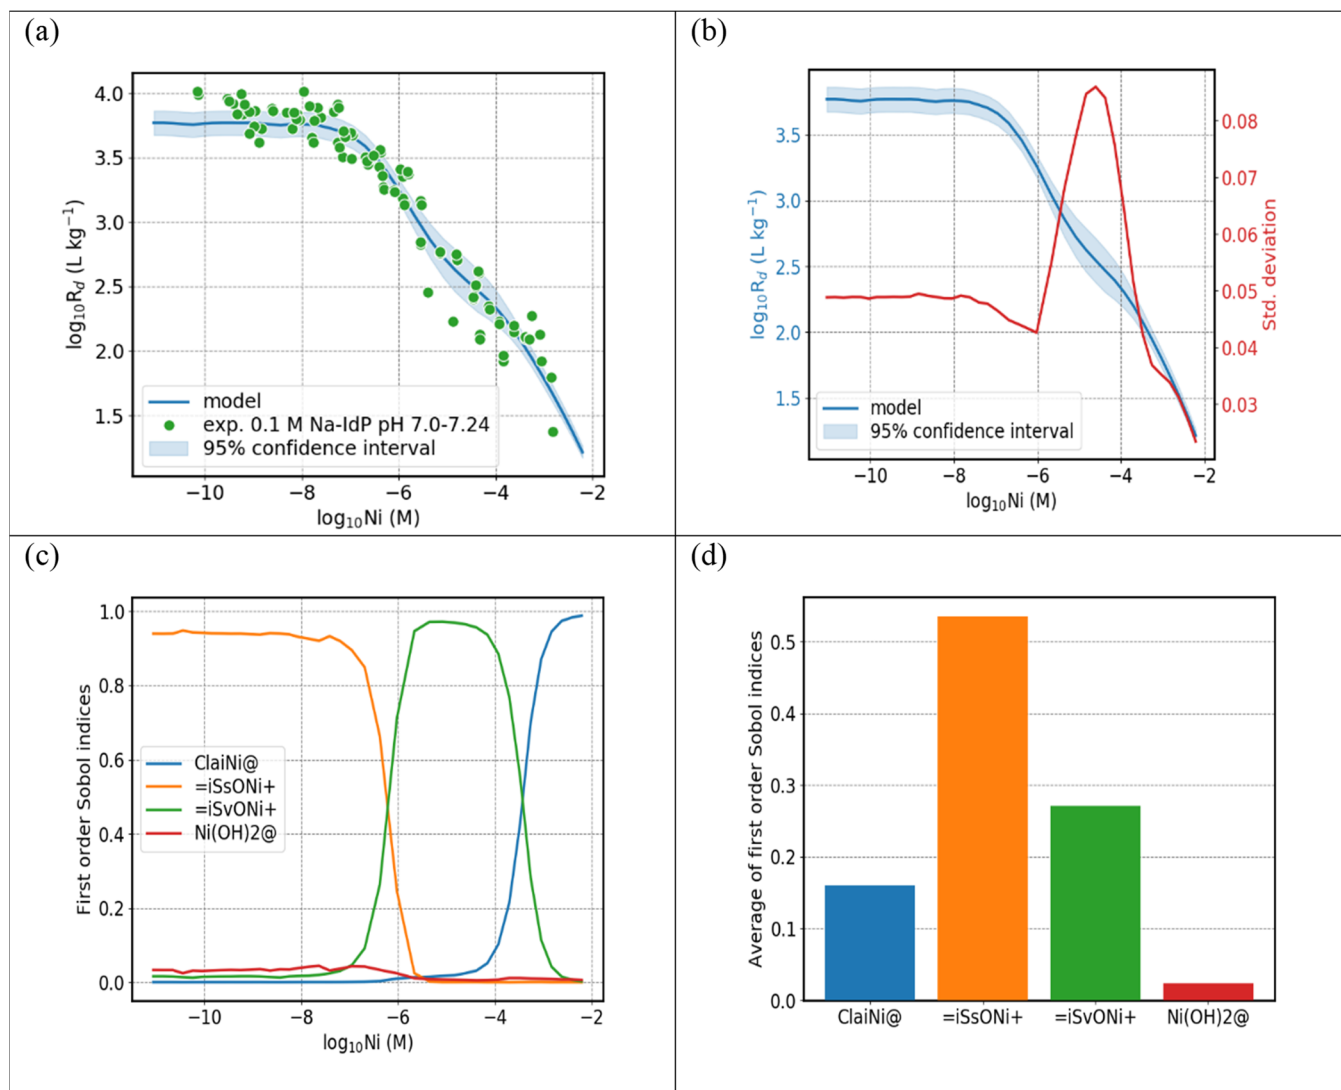 (a)
4.0
3.5
3.0
2.5
2.0
1.5
log₁₀R_d (L kg⁻¹)
model
exp. 0.1 M Na-IdP pH 7.0-7.24
95% confidence interval
−10 −8 −6 −4 −2
log₁₀Ni (M)
(b)
3.5
3.0
2.5
2.0
1.5
log₁₀R_d (L kg⁻¹)
0.08
0.07
0.06
0.05
0.04
0.03
Std. deviation
model
95% confidence interval
−10 −8 −6 −4 −2
log₁₀Ni (M)
(c)
1.0
0.8
0.6
0.4
0.2
0.0
First order Sobol indices
ClaiNi@
=iSsONi+
=iSvONi+
Ni(OH)2@
−10 −8 −6 −4 −2
log₁₀Ni (M)
(d)
0.5
0.4
0.3
0.2
0.1
0.0
Average of first order Sobol indices
ClaiNi@ =iSsONi+ =iSvONi+ Ni(OH)2@